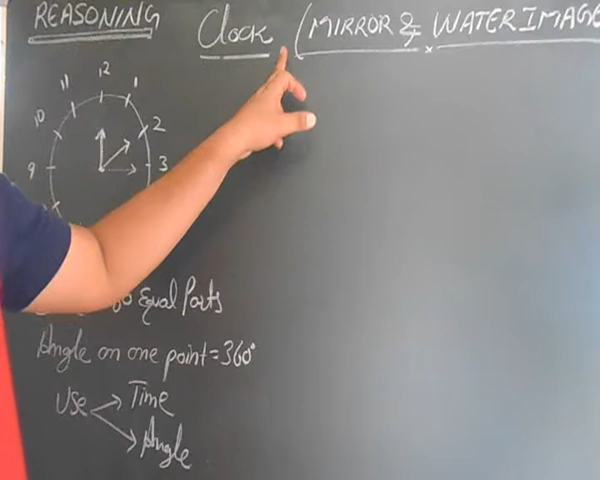 REASONING
Clock (MIRROR & WATER IMAGE
12
11
1
10
2
9
3
Equal Parts
Angle on one point = 360°
Use → Time
→ Angle